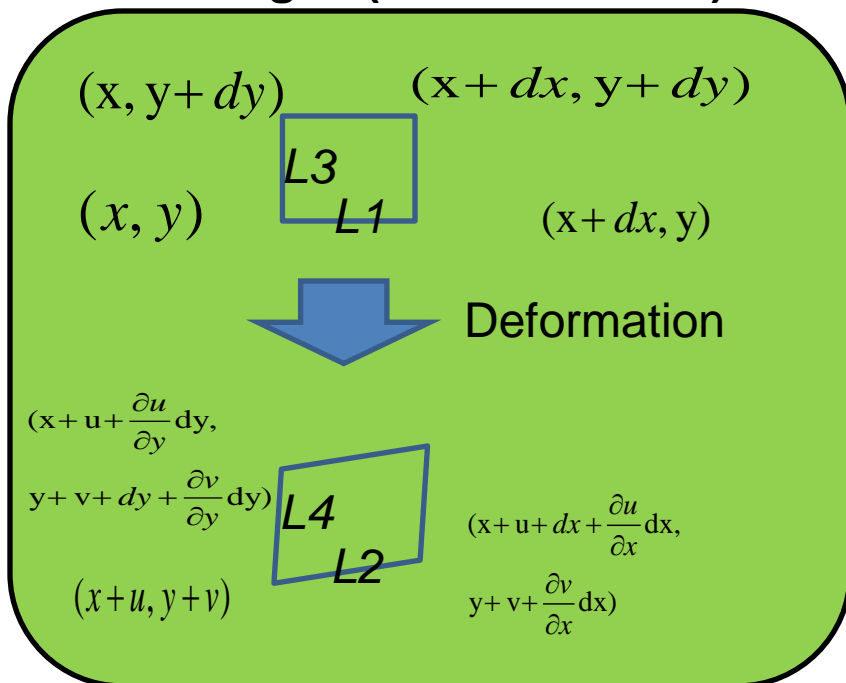 (x, y+dy) (x+dx, y+dy)
L3
(x, y) L1 (x+dx, y)
Deformation
(x+u+∂u/∂y dy,
y+v+dy+∂v/∂y dy) L4
(x+u+dx+∂u/∂x dx,
L2
(x+u, y+v) y+v+∂v/∂x dx)